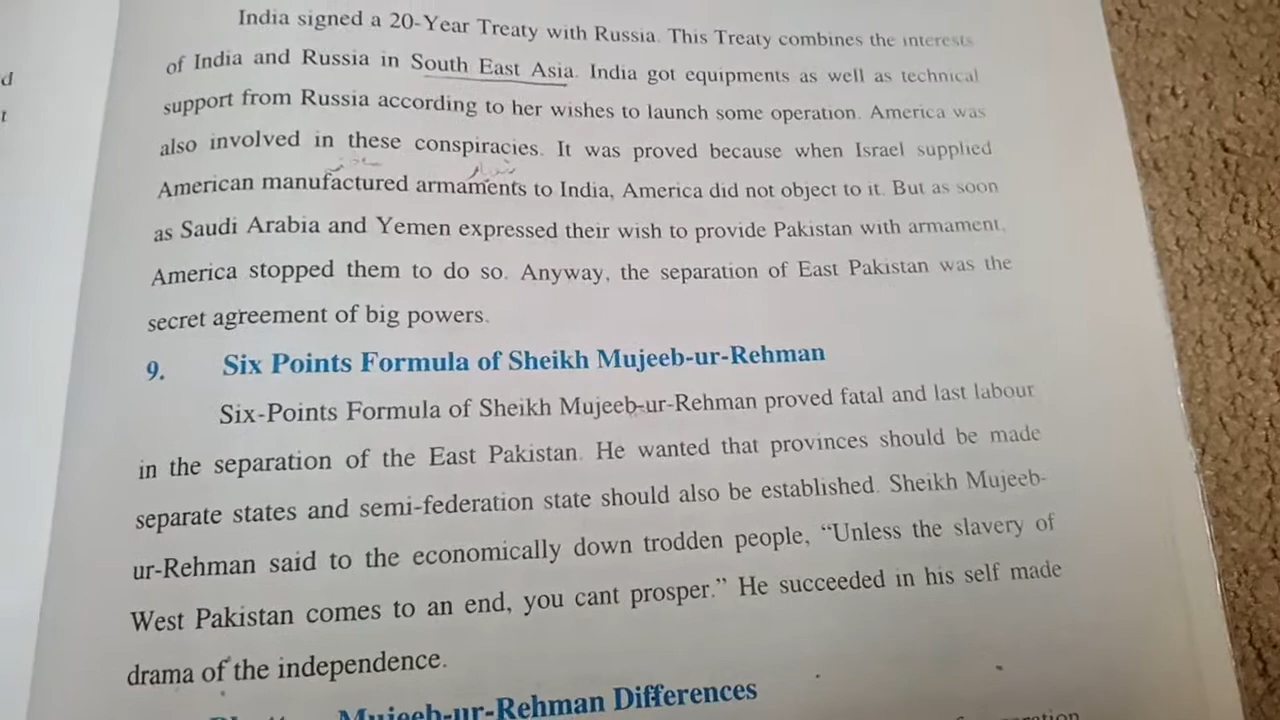 d
t
India signed a 20-Year Treaty with Russia. This Treaty combines the interests
of India and Russia in South East Asia. India got equipments as well as technical
support from Russia according to her wishes to launch some operation. America was
also involved in these conspiracies. It was proved because when Israel supplied
American manufactured armaments to India, America did not object to it. But as soon
as Saudi Arabia and Yemen expressed their wish to provide Pakistan with armament,
America stopped them to do so. Anyway, the separation of East Pakistan was the
secret agreement of big powers.
9. Six Points Formula of Sheikh Mujeeb-ur-Rehman
Six-Points Formula of Sheikh Mujeeb-ur-Rehman proved fatal and last labour
in the separation of the East Pakistan. He wanted that provinces should be made
separate states and semi-federation state should also be established. Sheikh Mujeeb-
ur-Rehman said to the economically down trodden people, “Unless the slavery of
West Pakistan comes to an end, you cant prosper.” He succeeded in his self made
drama of the independence.
Mujeeb-ur-Rehman Differences